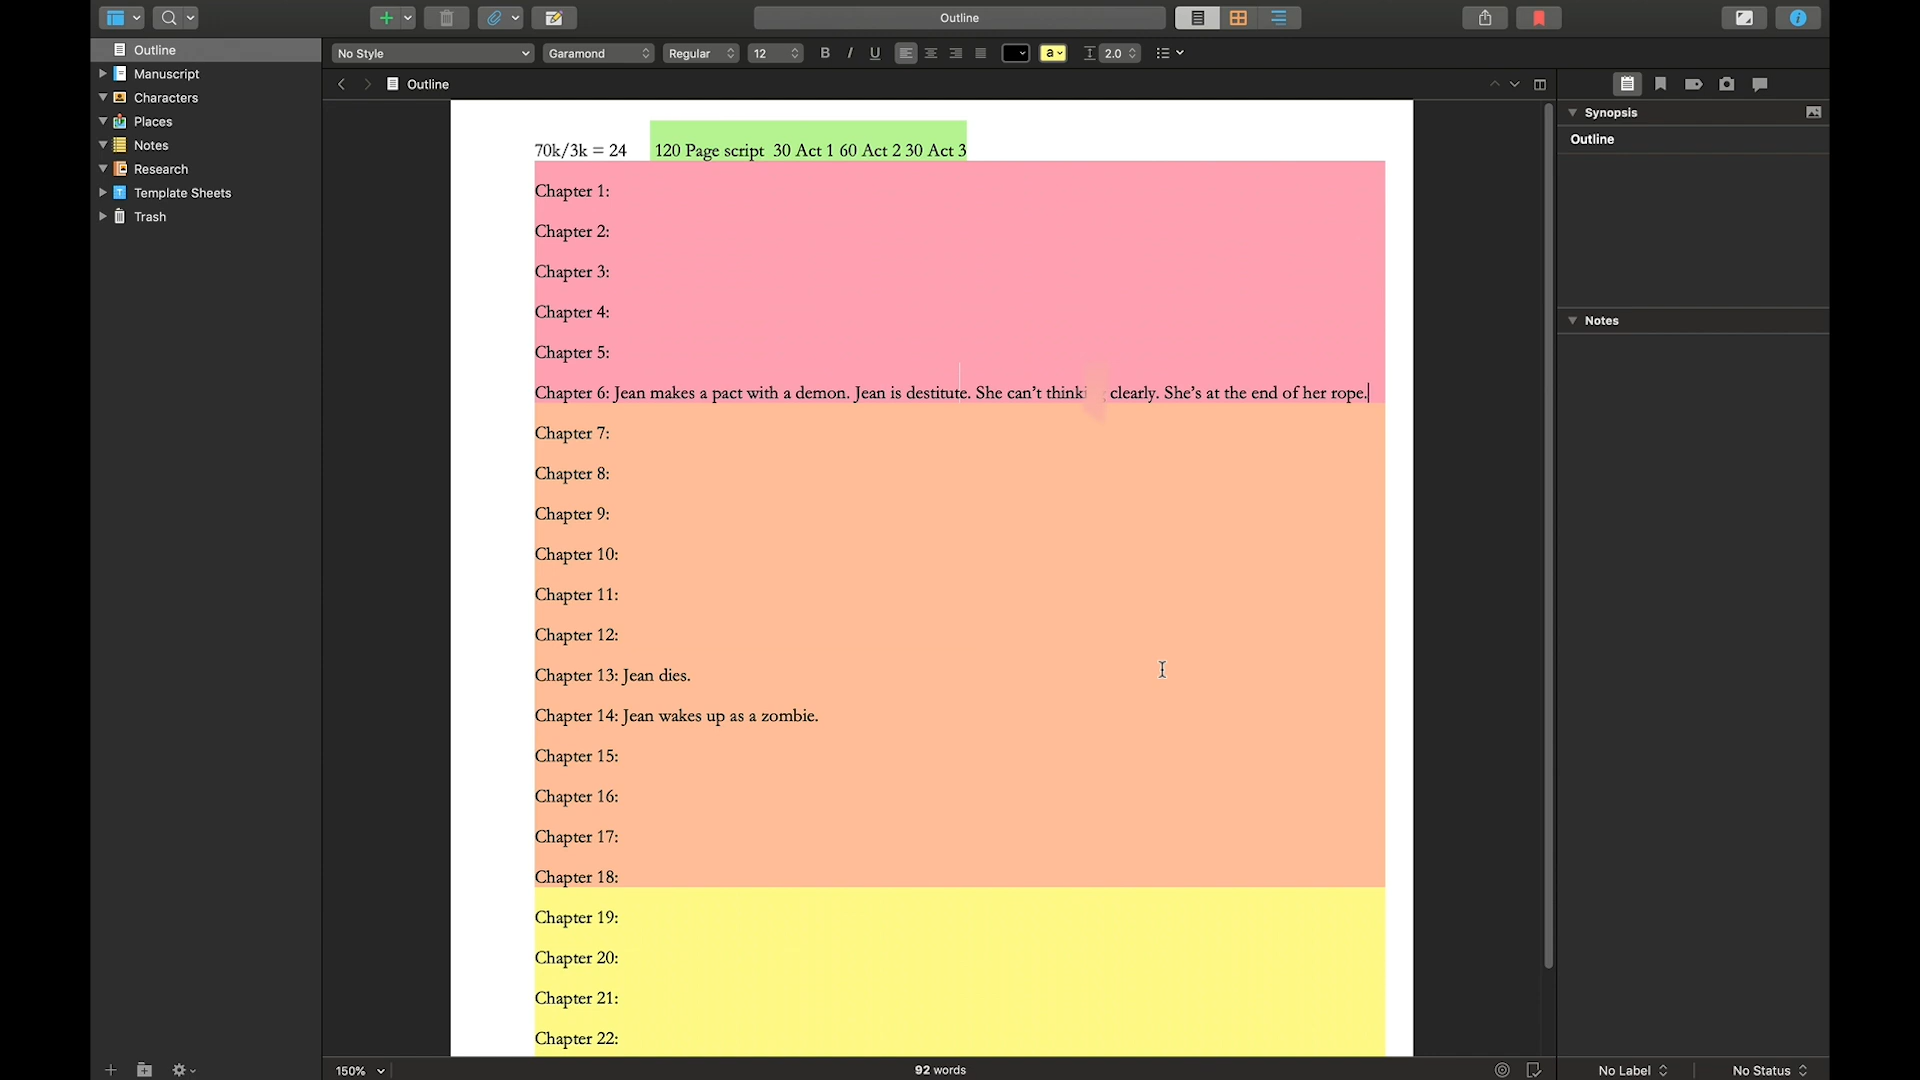 Outline
Outline
No Style
Garamond
Regular
12
B
I
U
a
2.0
Manuscript
Characters
Places
Notes
Research
Template Sheets
Trash
Outline
Synopsis
Outline
Notes
70k/3k = 24 120 Page script 30 Act 1 60 Act 2 30 Act 3
Chapter 1:
Chapter 2:
Chapter 3:
Chapter 4:
Chapter 5:
Chapter 6: Jean makes a pact with a demon. Jean is destitute. She can't clearly. She's at the end of her rope.
Chapter 7:
Chapter 8:
Chapter 9:
Chapter 10:
Chapter 11:
Chapter 12:
Chapter 13: Jean dies.
Chapter 14: Jean wakes up as a zombie.
Chapter 15:
Chapter 16:
Chapter 17:
Chapter 18:
Chapter 19:
Chapter 20:
Chapter 21:
Chapter 22:
150%
92 words
No Label
No Status